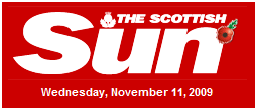 THE SCOTTISH
Sun
Wednesday, November 11, 2009